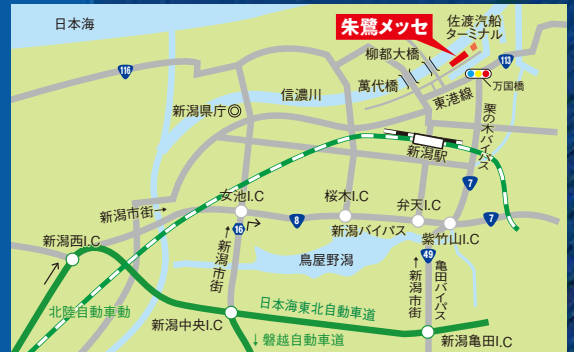 日本海
朱鷺メッセ
佐渡汽船
ターミナル
柳都大橋
116
113
萬代橋
万国橋
信濃川
東港線
新潟県庁◎
栗の木バイパス
新潟駅
7
女池I.C
桜木I.C
弁天I.C
新潟市街→
16
8
7
新潟バイパス
紫竹山I.C
新潟西I.C
↑新潟市街
鳥屋野潟
49
↑新潟市街
亀田バイパス
北陸自動車動
日本海東北自動車道
新潟中央I.C
↓磐越自動車道
新潟亀田I.C